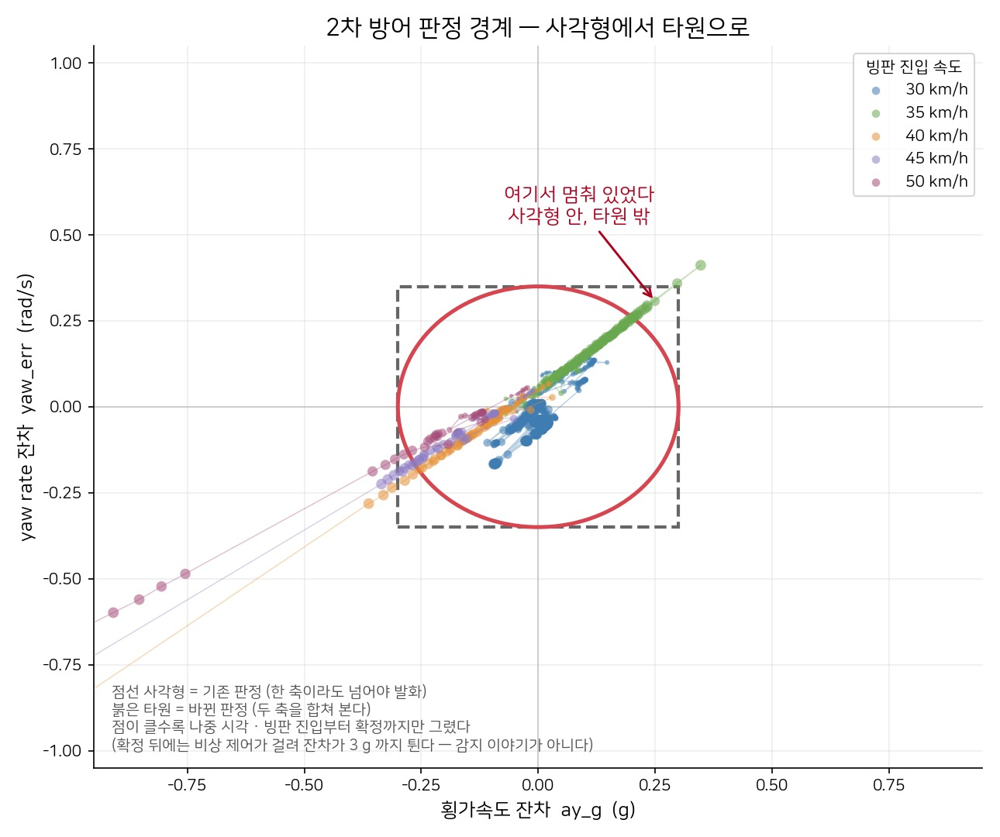 2차 방어 판정 경계 — 사각형에서 타원으로
빙판 진입 속도
30 km/h
35 km/h
40 km/h
45 km/h
50 km/h
여기서 멈춰 있었다
사각형 안, 타원 밖
yaw rate 잔차 yaw_err (rad/s)
1.00
0.75
0.50
0.25
0.00
-0.25
-0.50
-0.75
-1.00
점선 사각형 = 기존 판정 (한 축이라도 넘어야 발화)
붉은 타원 = 바뀐 판정 (두 축을 합쳐 본다)
점이 클수록 나중 시각 · 빙판 진입부터 확정까지만 그렸다
(확정 뒤에는 비상 제어가 걸려 잔차가 3 g 까지 튄다 — 감지 이야기가 아니다)
-0.75
-0.50
-0.25
0.00
0.25
0.50
0.75
횡가속도 잔차 ay_g (g)